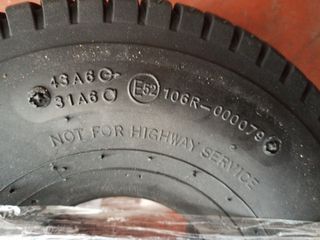 43A6
31A6
E52 106R-000079
NOT FOR HIGHWAY SERVICE